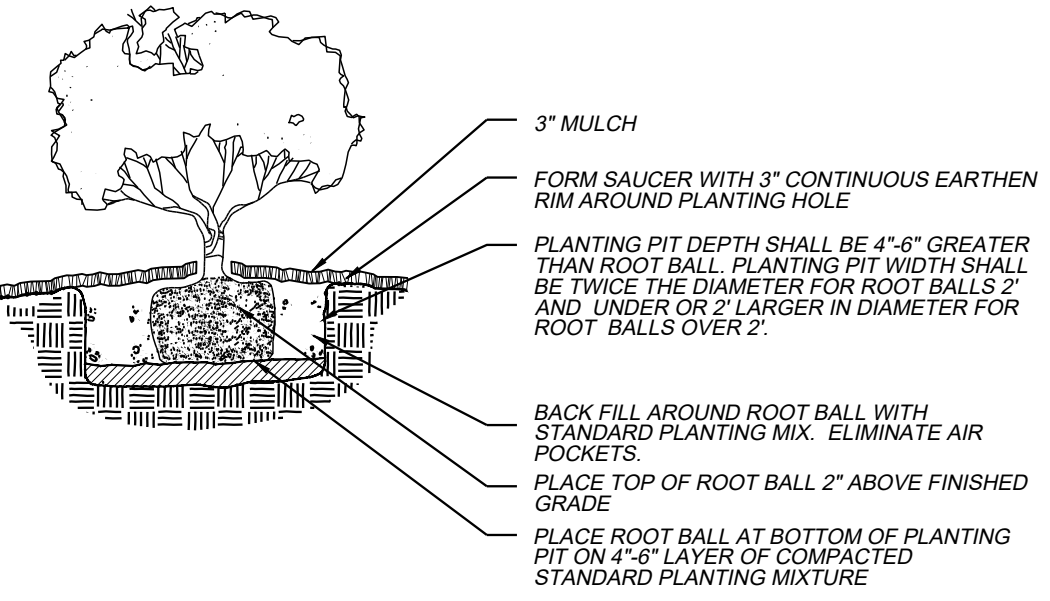 3" MULCH
FORM SAUCER WITH 3" CONTINUOUS EARTHEN
RIM AROUND PLANTING HOLE
PLANTING PIT DEPTH SHALL BE 4"-6" GREATER
THAN ROOT BALL. PLANTING PIT WIDTH SHALL
BE TWICE THE DIAMETER FOR ROOT BALLS 2'
AND UNDER OR 2' LARGER IN DIAMETER FOR
ROOT BALLS OVER 2'.
BACK FILL AROUND ROOT BALL WITH
STANDARD PLANTING MIX. ELIMINATE AIR
POCKETS.
PLACE TOP OF ROOT BALL 2" ABOVE FINISHED
GRADE
PLACE ROOT BALL AT BOTTOM OF PLANTING
PIT ON 4"-6" LAYER OF COMPACTED
STANDARD PLANTING MIXTURE